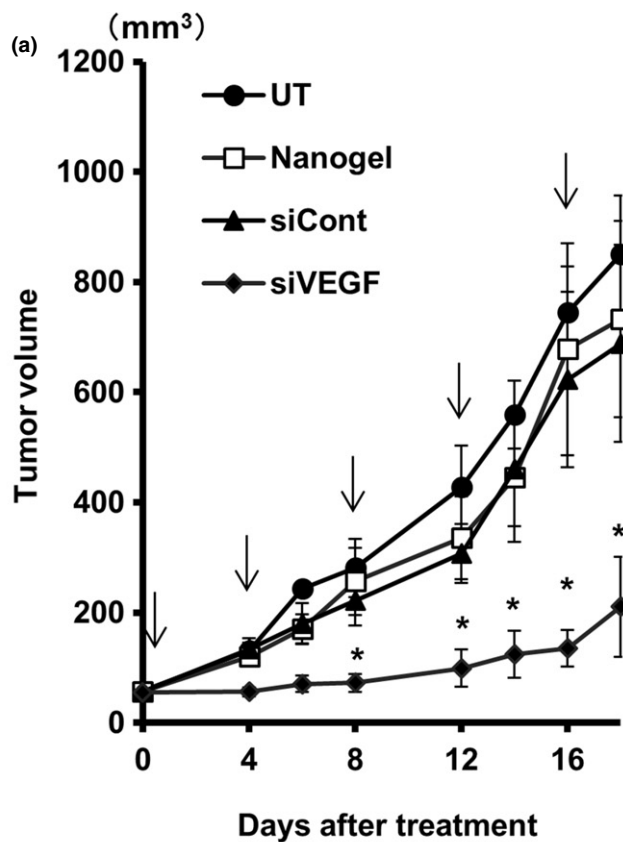 (a)
(mm³)
1200
1000
800
600
400
200
0
Tumor volume
UT
Nanogel
siCont
siVEGF
*
*
*
*
*
0 4 8 12 16
Days after treatment